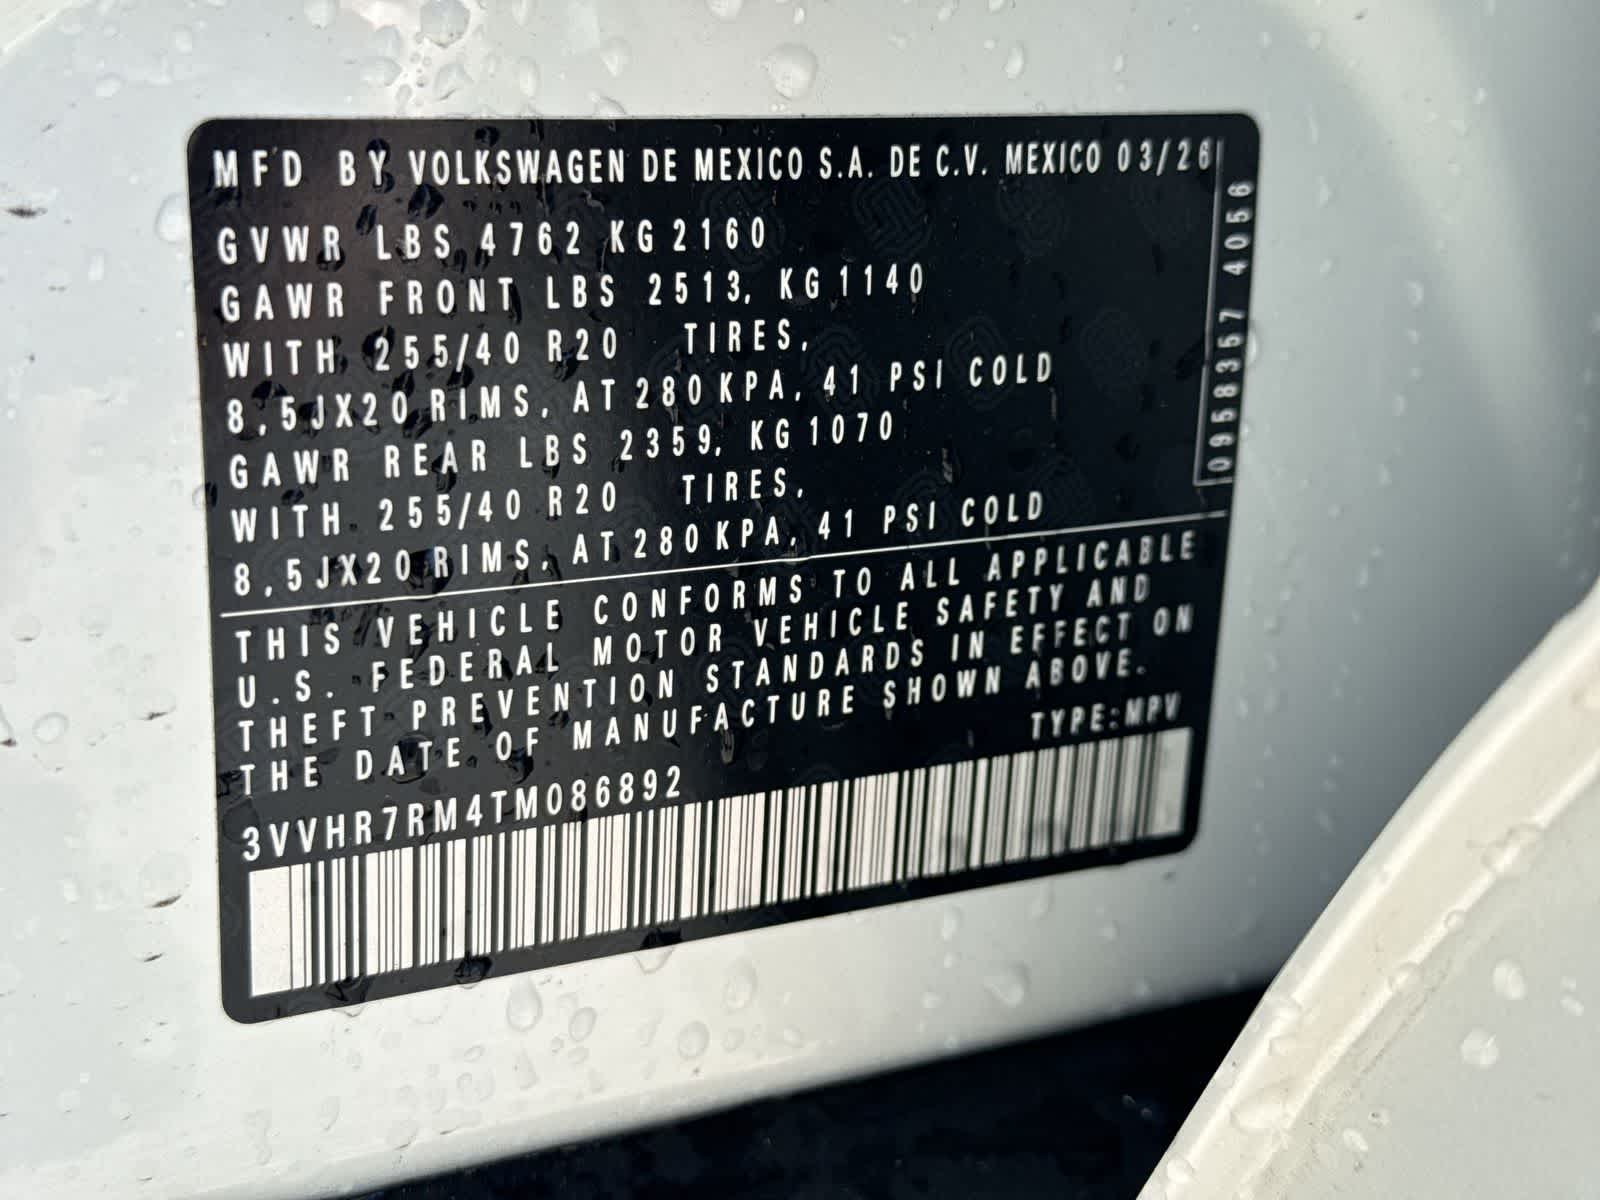 MFD BY VOLKSWAGEN DE MEXICO S.A. DE C.V. MEXICO 03/26
GVWR LBS 4762 KG 2160
GAWR FRONT LBS 2513, KG 1140
WITH 255/40 R20 TIRES,
8,5JX20 RIMS, AT 280 KPA, 41 PSI COLD
GAWR REAR LBS 2359, KG 1070
WITH 255/40 R20 TIRES,
8,5JX20 RIMS, AT 280 KPA, 41 PSI COLD
0958357 4056
THIS VEHICLE CONFORMS TO ALL APPLICABLE
U.S. FEDERAL MOTOR VEHICLE SAFETY AND
THEFT PREVENTION STANDARDS IN EFFECT ON
THE DATE OF MANUFACTURE SHOWN ABOVE.
TYPE:MPV
3VVHR7RM4TM086892